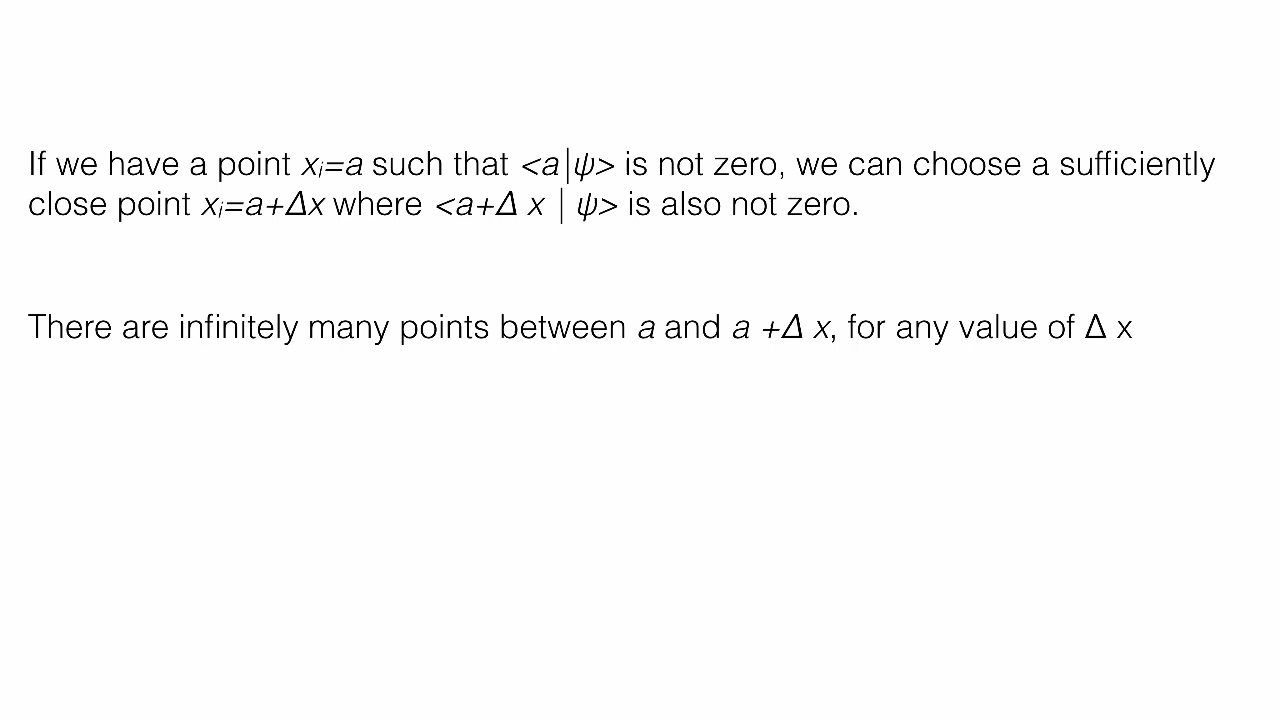 If we have a point xᵢ=a such that <a|ψ> is not zero, we can choose a sufficiently
close point xᵢ=a+Δx where <a+Δ x | ψ> is also not zero.
There are infinitely many points between a and a +Δ x, for any value of Δ x